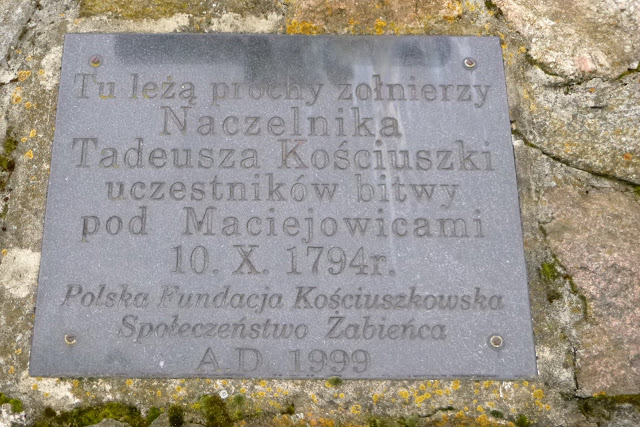 Tu leżą prochy żołnierzy
Naczelnika
Tadeusza Kościuszki
uczestników bitwy
pod Maciejowicami
10. X. 1794r.
Polska Fundacja Kościuszkowska
Społeczeństwo Żabieńca
A.D. 1999